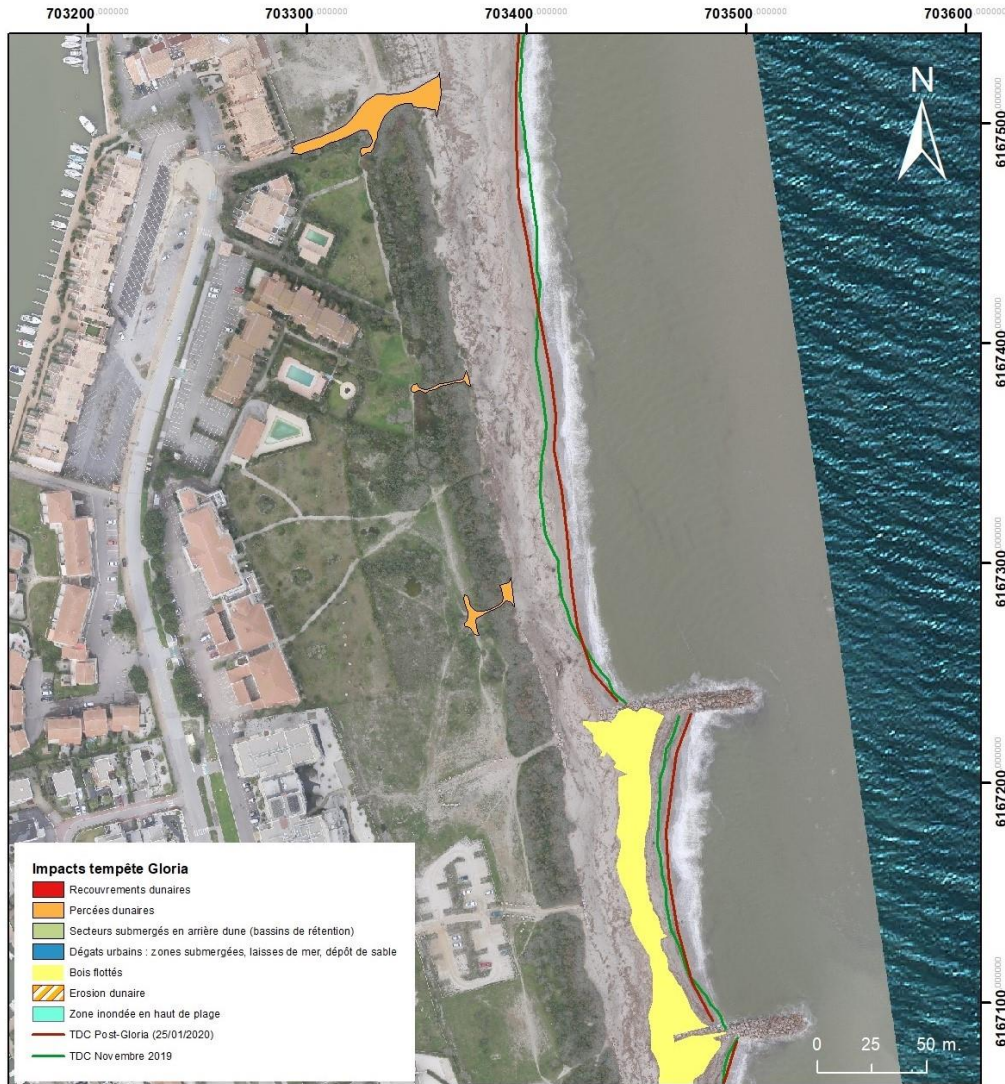 703200,000000 703300,000000 703400,000000 703500,000000 703600,000000
N
6167500,000000
6167400,000000
6167300,000000
6167200,000000
6167100,000000
Impacts tempête Gloria
Recouvrements dunaires
Percées dunaires
Secteurs submergés en arrière dune (bassins de rétention)
Dégats urbains : zones submergées, laisses de mer, dépôt de sable
Bois flottés
Erosion dunaire
Zone inondée en haut de plage
TDC Post-Gloria (25/01/2020)
TDC Novembre 2019
0 25 50 m.